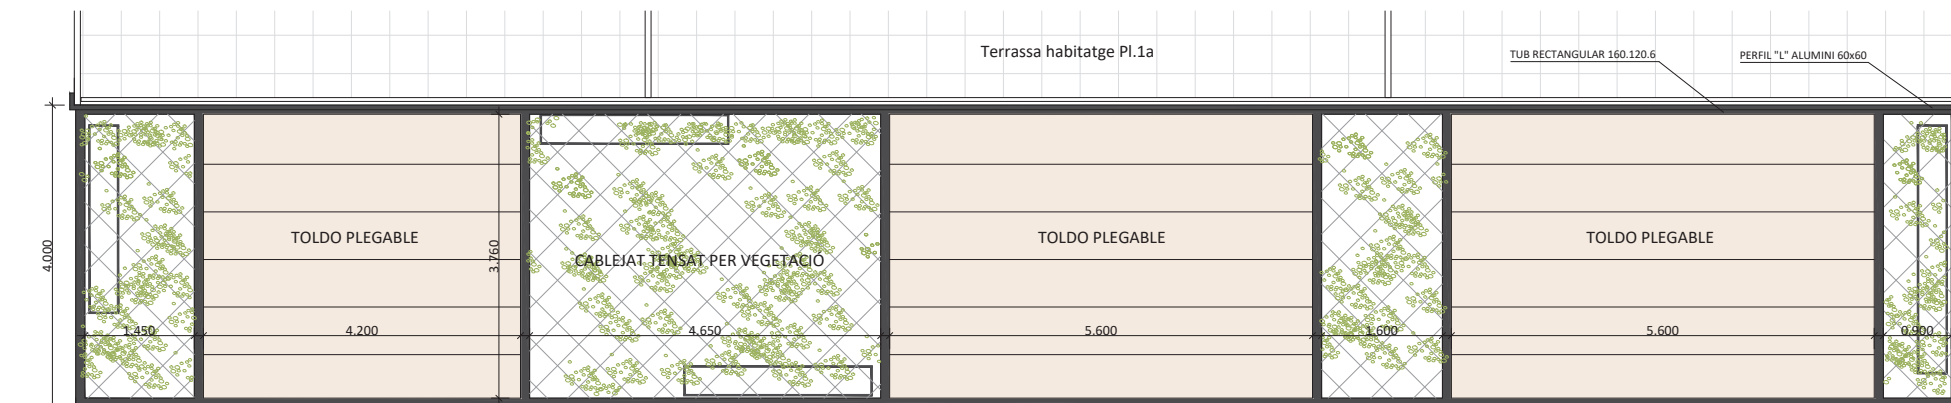 Terrassa habitatge Pl.1a
TUB RECTANGULAR 160.120.6
PERFIL "L" ALUMINI 60x60
4.000
TOLDO PLEGABLE
3.760
CABLEJAT TENSAT PER VEGETACIÓ
TOLDO PLEGABLE
TOLDO PLEGABLE
1.450
4.200
4.650
5.600
1.600
5.600
0.900